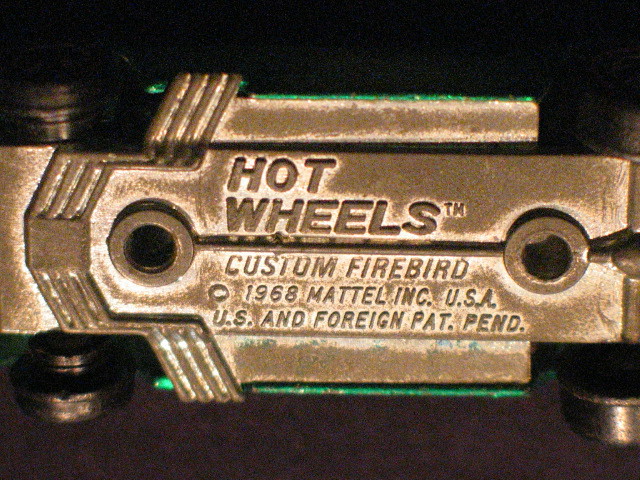 HOT
WHEELS™
CUSTOM FIREBIRD
© 1968 MATTEL INC. U.S.A.
U.S. AND FOREIGN PAT. PEND.